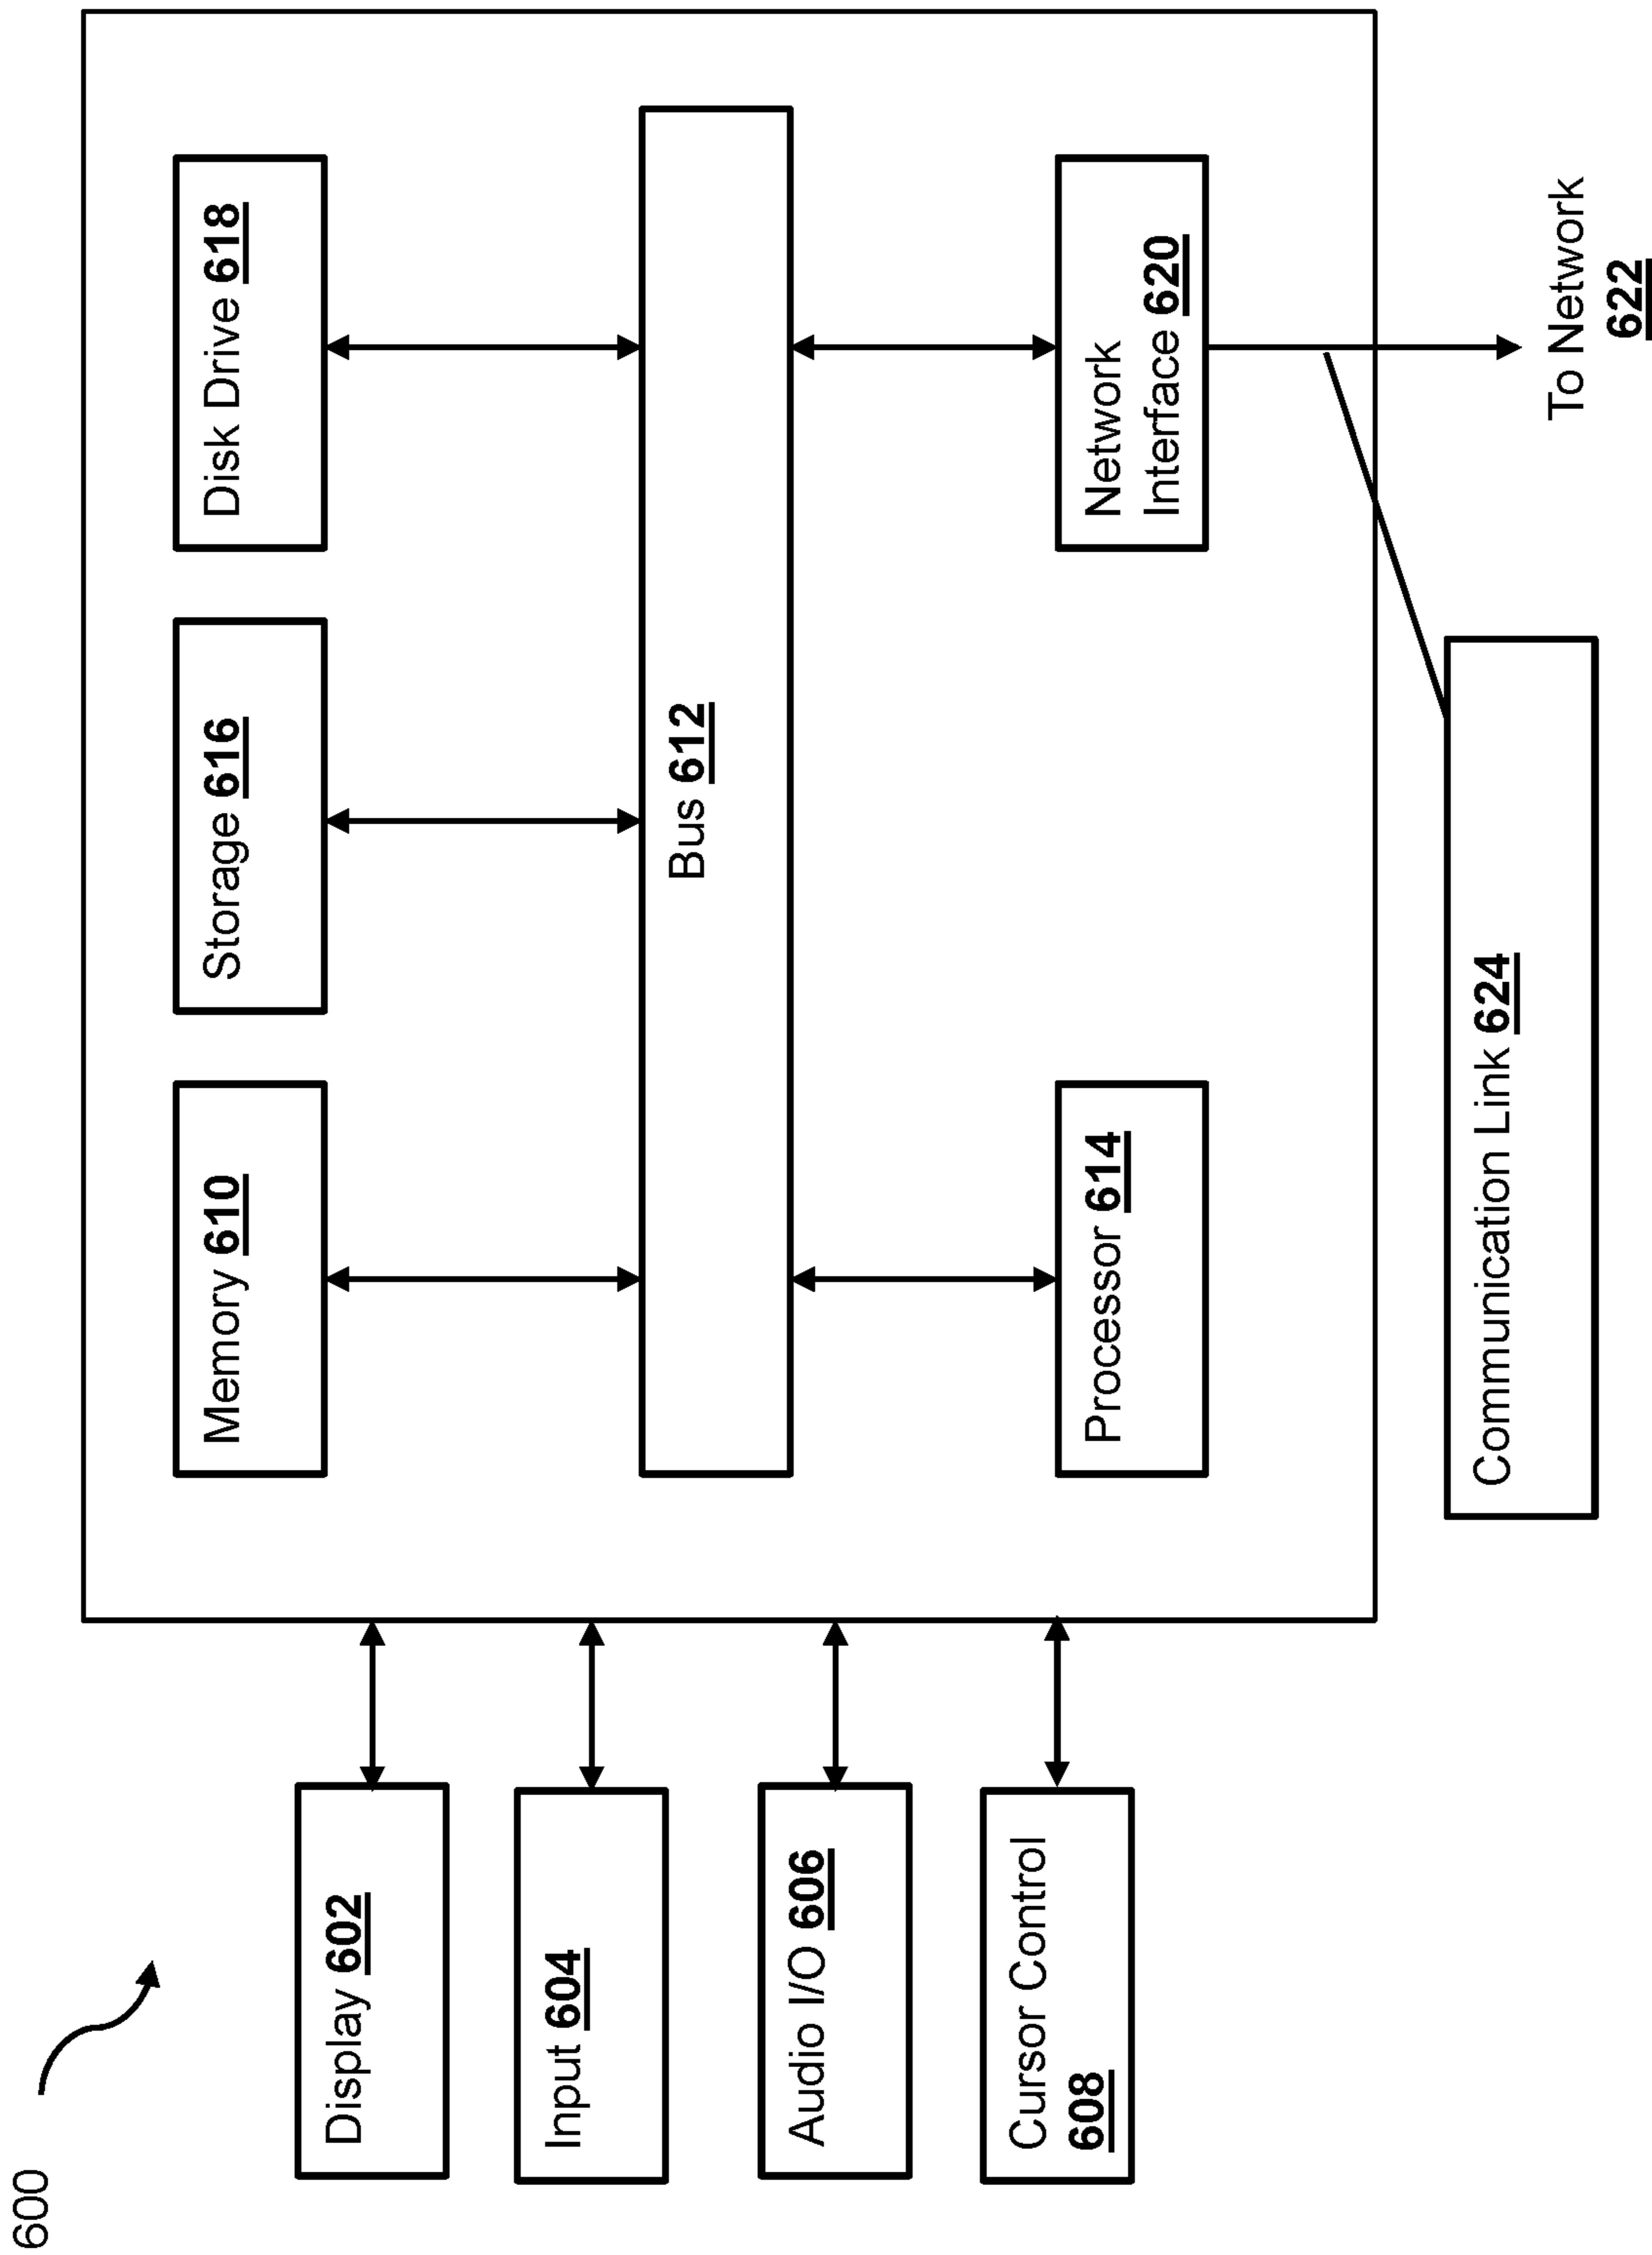 600
Display 602
Input 604
Audio I/O 606
Cursor Control
608
Memory 610
Storage 616
Disk Drive 618
Bus 612
Processor 614
Network
Interface 620
Communication Link 624
To Network
622